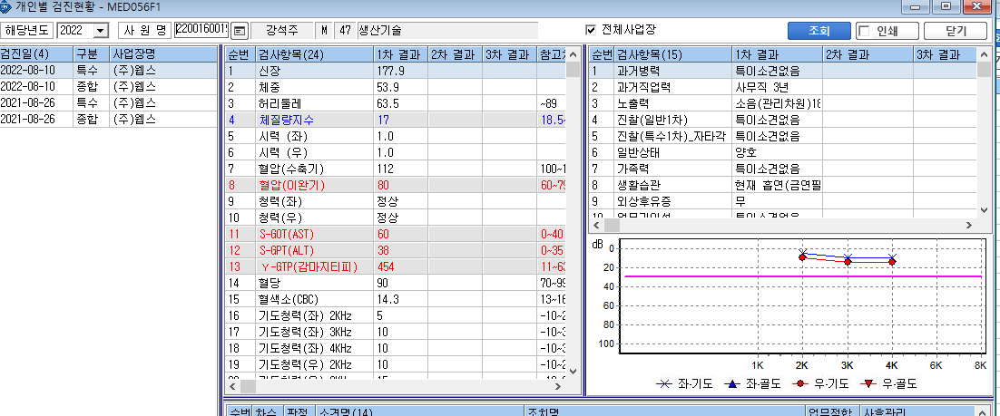 개인별 검진현황 - MED056F1
해당년도 2022 사 원 명 220016001 강석주 M 47 생산기술 전체사업장 조회 인쇄 닫기
검진일(4) 구분 사업장명
2022-08-10 특수 (주)웹스
2022-08-10 종합 (주)웹스
2021-08-26 특수 (주)웹스
2021-08-26 종합 (주)웹스
순번 검사항목(24) 1차 결과 2차 결과 3차 결과 참고
1 신장 177.9
2 체중 53.9
3 허리둘레 63.5 ~89
4 체질량지수 17 18.5~
5 시력 (좌) 1.0
6 시력 (우) 1.0
7 혈압(수축기) 112 100~1
8 혈압(이완기) 80 60~79
9 청력(좌) 정상
10 청력(우) 정상
11 S-GOT(AST) 60 0~40
12 S-GPT(ALT) 38 0~35
13 γ-GTP(감마지티피) 454 11~63
14 혈당 90 70~99
15 혈색소(CBC) 14.3 13~16
16 기도청력(좌) 2KHz 5 -10~2
17 기도청력(좌) 3KHz 10 -10~3
18 기도청력(좌) 4KHz 10 -10~3
19 기도청력(우) 2KHz 10 -10~2
순번 검사항목(15) 1차 결과 2차 결과 3차 결과
1 과거병력 특이소견없음
2 과거직업력 사무직 3년
3 노출력 소음(관리차원)18
4 진찰(일반1차) 특이소견없음
5 진찰(특수1차)_자타각 특이소견없음
6 일반상태 양호
7 가족력 특이소견없음
8 생활습관 현재 흡연(금연필
9 외상후유증 무
dB
0
20
40
60
80
100
1K 2K 3K 4K 6K 8K
좌-기도 좌-골도 우-기도 우-골도
순번 차수 판정 소견명(14) 조치명 업무적합 사후관리